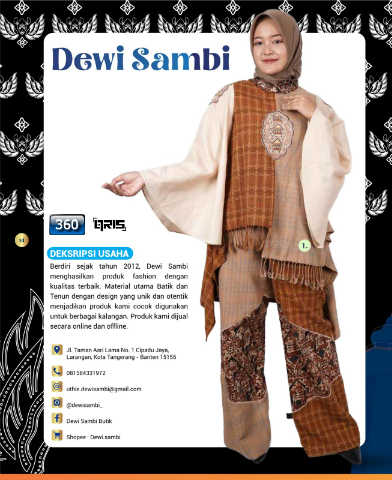 Dewi Sambi
360
QRIS
DEKSRIPSI USAHA
Berdiri sejak tahun 2012, Dewi Sambi
menghasilkan produk fashion dengan
kualitas terbaik. Material utama Batik dan
Tenun dengan design yang unik dan otentik
menjadikan produk kami cocok digunakan
untuk berbagai kalangan. Produk kami dijual
secara online dan offline.
Jl. Taman Asri Lama No. 1 Cipadu Jaya,
Larangan, Kota Tangerang - Banten 15155
081584331972
@dewisambi_
Dewi Sambi Butik
Shopee : Dewi.sambi
1.